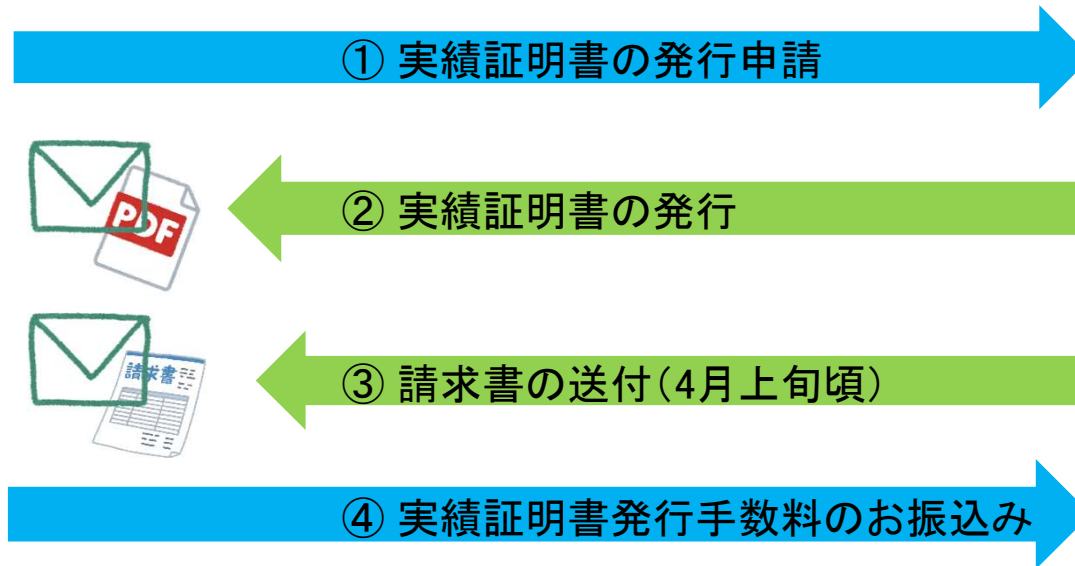 ① 実績証明書の発行申請
PDF
② 実績証明書の発行
請求書
③ 請求書の送付(4月上旬頃)
④ 実績証明書発行手数料のお振込み